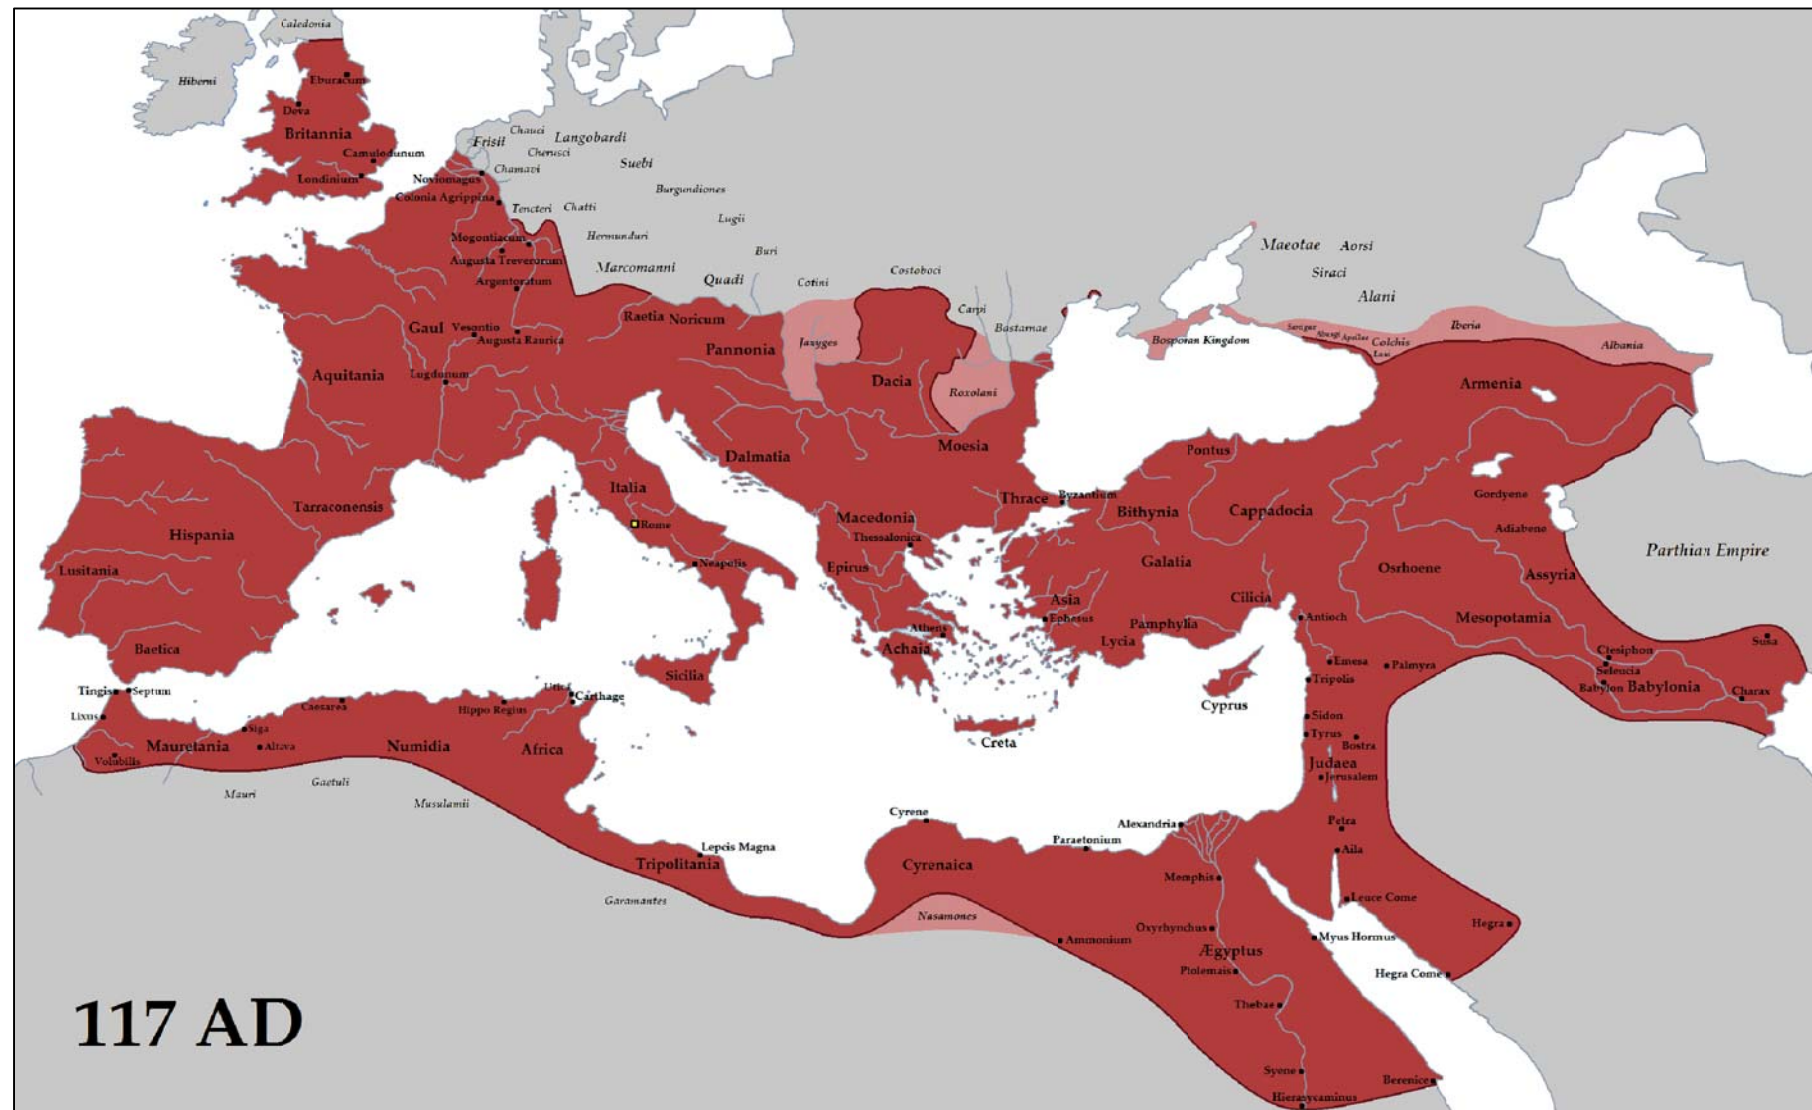 Caledonia
Hiberni
Eburacum
Deva
Britannia
Camulodunum
Londinium
Frisii
Chauci
Langobardi
Cherusci
Suebi
Chamavi
Noviomagus
Colonia Agrippina
Burgundiones
Tencteri
Chatti
Lugii
Mogontiacum
Hermunduri
Buri
Augusta Treverorum
Marcomanni
Quadi
Cotini
Costoboci
Argentoratum
Carpi
Bastarnae
Maeotae
Aorsi
Siraci
Alani
Gaul
Vesontio
Augusta Raurica
Raetia
Noricum
Pannonia
Jazyges
Bosporan Kingdom
Abasgi
Apsilae
Colchis
Lazi
Iberia
Albania
Aquitania
Lugdonum
Dacia
Roxolani
Armenia
Dalmatia
Moesia
Pontus
Italia
Tarraconensis
Rome
Hispania
Lusitania
Baetica
Neapolis
Macedonia
Thessalonica
Epirus
Thrace
Byzantium
Bithynia
Cappadocia
Gordyene
Adiabene
Parthian Empire
Galatia
Osrhoene
Assyria
Asia
Ephesus
Cilicia
Antioch
Mesopotamia
Athens
Achaia
Lycia
Pamphylia
Susa
Ctesiphon
Seleucia
Babylon
Babylonia
Charax
Emesa
Palmyra
Tripolis
Sicilia
Cyprus
Sidon
Tyrus
Bostra
Creta
Judaea
Jerusalem
Tingis
Septum
Lixus
Caesarea
Hippo Regius
Carthage
Siga
Mauretania
Altava
Numidia
Africa
Volubilis
Mauri
Gaetuli
Musulamii
Lepcis Magna
Tripolitania
Garamantes
Cyrene
Cyrenaica
Nasamones
Paraetonium
Alexandria
Petra
Aila
Memphis
Leuce Come
Hegra
Ammonium
Oxyrhynchus
Myus Hormus
Ægyptus
Hegra Come
Ptolemais
Thebae
Syene
Berenice
Hierasycaminus
117 AD